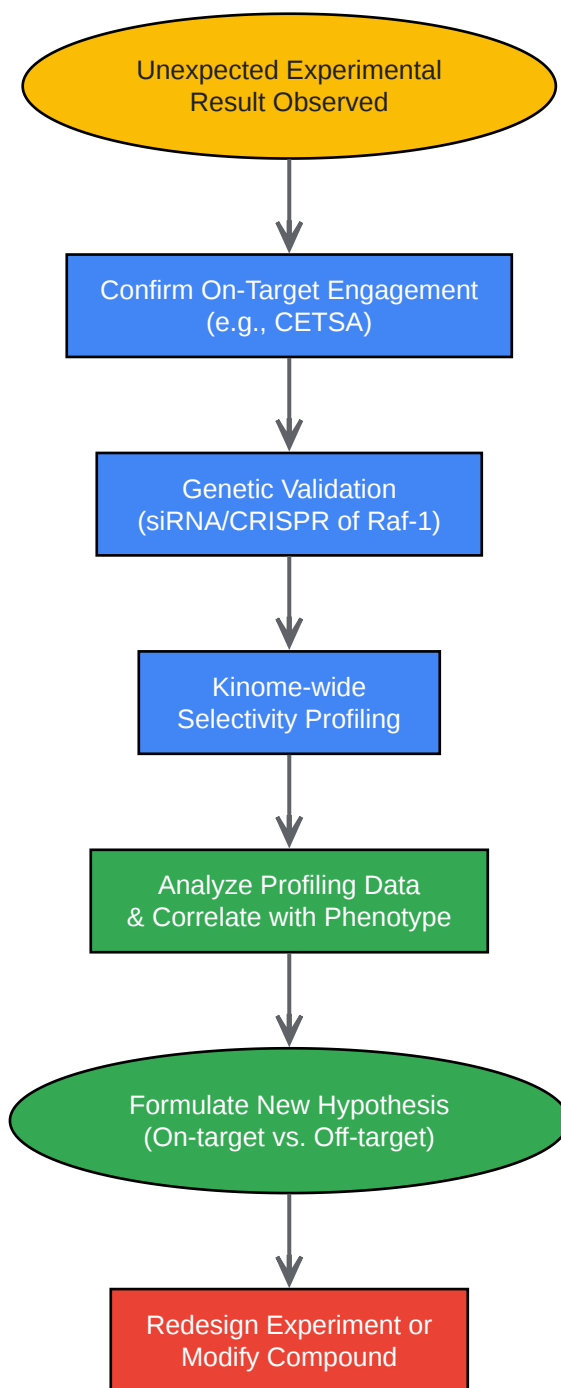 Unexpected Experimental
Result Observed
Confirm On-Target Engagement
(e.g., CETSA)
Genetic Validation
(siRNA/CRISPR of Raf-1)
Kinome-wide
Selectivity Profiling
Analyze Profiling Data
& Correlate with Phenotype
Formulate New Hypothesis
(On-target vs. Off-target)
Redesign Experiment or
Modify Compound